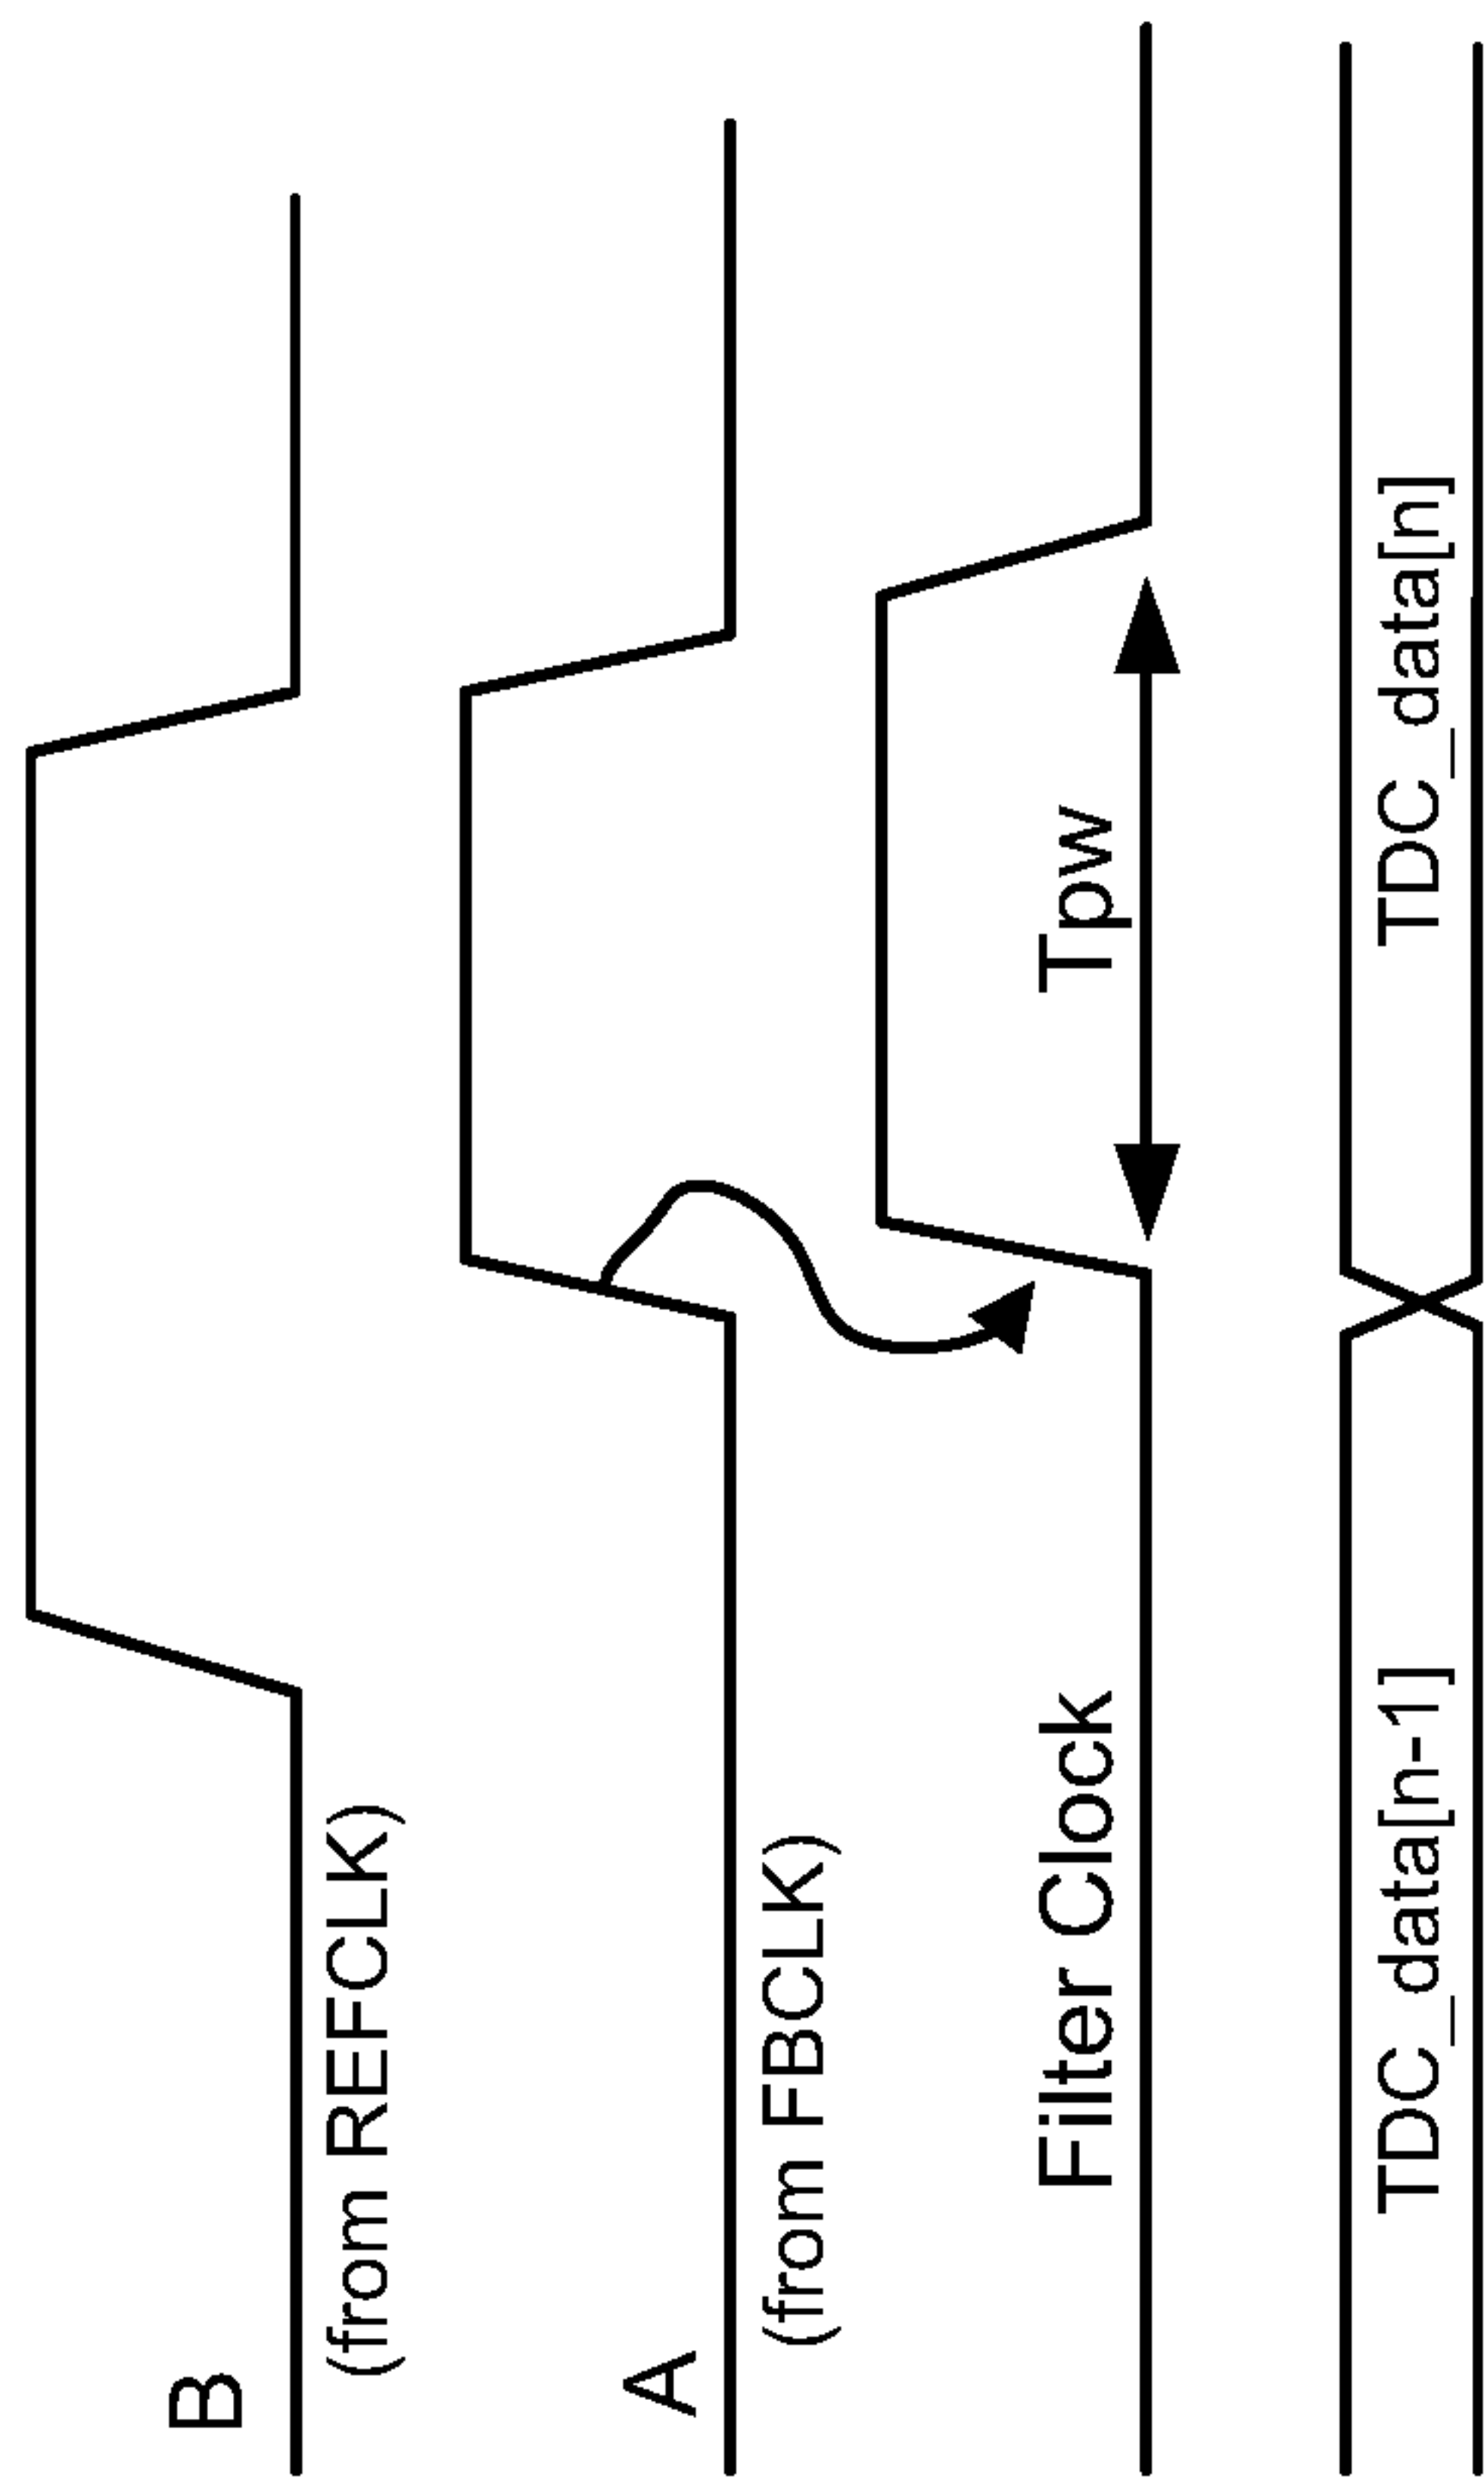 B
(from REFCLK)
A
(from FBCLK)
Filter Clock
Tpw
TDC_data[n-1]
TDC_data[n]